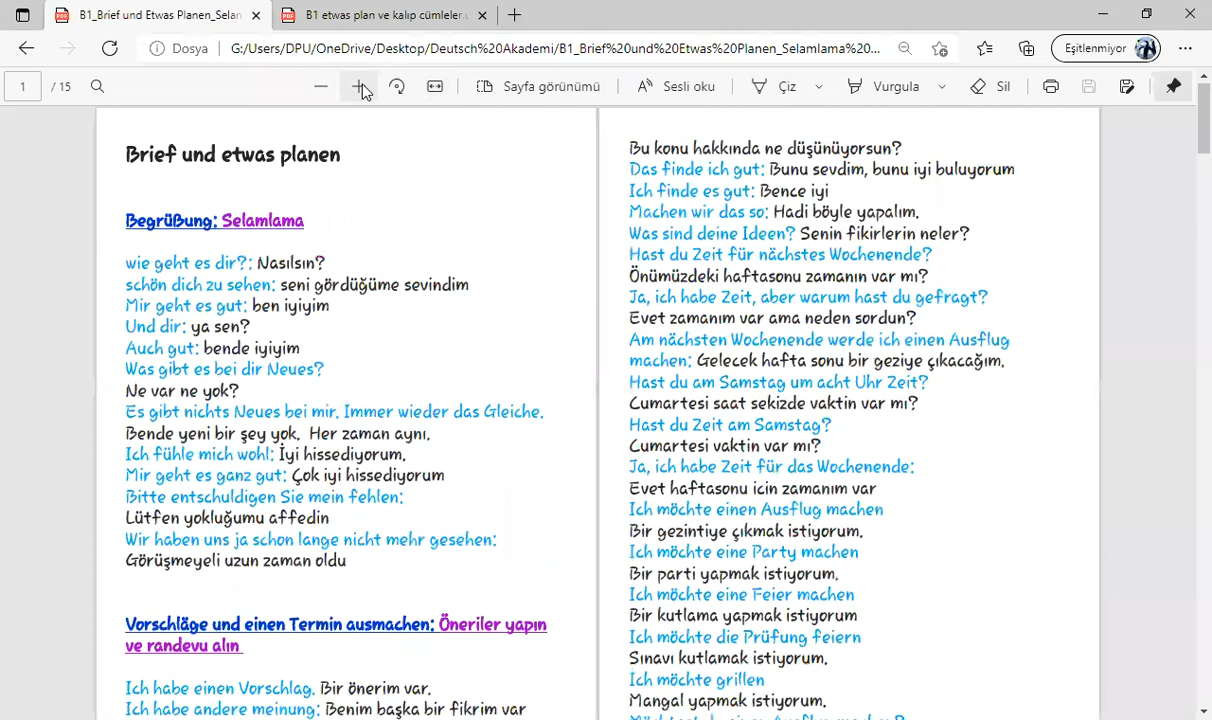 B1_Brief und Etwas Planen_Selan
B1 etwas plan ve kalıp cümleler.
Dosya
G:/Users/DPU/OneDrive/Desktop/Deutsch%20Akademi/B1_Brief%20und%20Etwas%20Planen_Selamlama%20...
Eşitlenmiyor
1 / 15
Sayfa görünümü
Sesli oku
Çiz
Vurgula
Sil
Brief und etwas planen
Begrüßung: Selamlama
wie geht es dir?: Nasılsın?
schön dich zu sehen: seni gördüğüme sevindim
Mir geht es gut: ben iyiyim
Und dir: ya sen?
Auch gut: bende iyiyim
Was gibt es bei dir Neues?
Ne var ne yok?
Es gibt nichts Neues bei mir. Immer wieder das Gleiche.
Bende yeni bir şey yok. Her zaman aynı.
Ich fühle mich wohl: İyi hissediyorum.
Mir geht es ganz gut: Çok iyi hissediyorum
Bitte entschuldigen Sie mein fehlen:
Lütfen yokluğumu affedin
Wir haben uns ja schon lange nicht mehr gesehen:
Görüşmeyeli uzun zaman oldu
Vorschläge und einen Termin ausmachen: Öneriler yapın
ve randevu alın
Ich habe einen Vorschlag. Bir önerim var.
Ich habe andere meinung: Benim başka bir fikrim var
Bu konu hakkında ne düşünüyorsun?
Das finde ich gut: Bunu sevdim, bunu iyi buluyorum
Ich finde es gut: Bence iyi
Machen wir das so: Hadi böyle yapalım.
Was sind deine Ideen? Senin fikirlerin neler?
Hast du Zeit für nächstes Wochenende?
Önümüzdeki haftasonu zamanın var mı?
Ja, ich habe Zeit, aber warum hast du gefragt?
Evet zamanım var ama neden sordun?
Am nächsten Wochenende werde ich einen Ausflug
machen: Gelecek hafta sonu bir geziye çıkacağım.
Hast du am Samstag um acht Uhr Zeit?
Cumartesi saat sekizde vaktin var mı?
Hast du Zeit am Samstag?
Cumartesi vaktin var mı?
Ja, ich habe Zeit für das Wochenende:
Evet haftasonu icin zamanım var
Ich möchte einen Ausflug machen
Bir gezintiye çıkmak istiyorum.
Ich möchte eine Party machen
Bir parti yapmak istiyorum.
Ich möchte eine Feier machen
Bir kutlama yapmak istiyorum
Ich möchte die Prüfung feiern
Sınavı kutlamak istiyorum.
Ich möchte grillen
Mangal yapmak istiyorum.